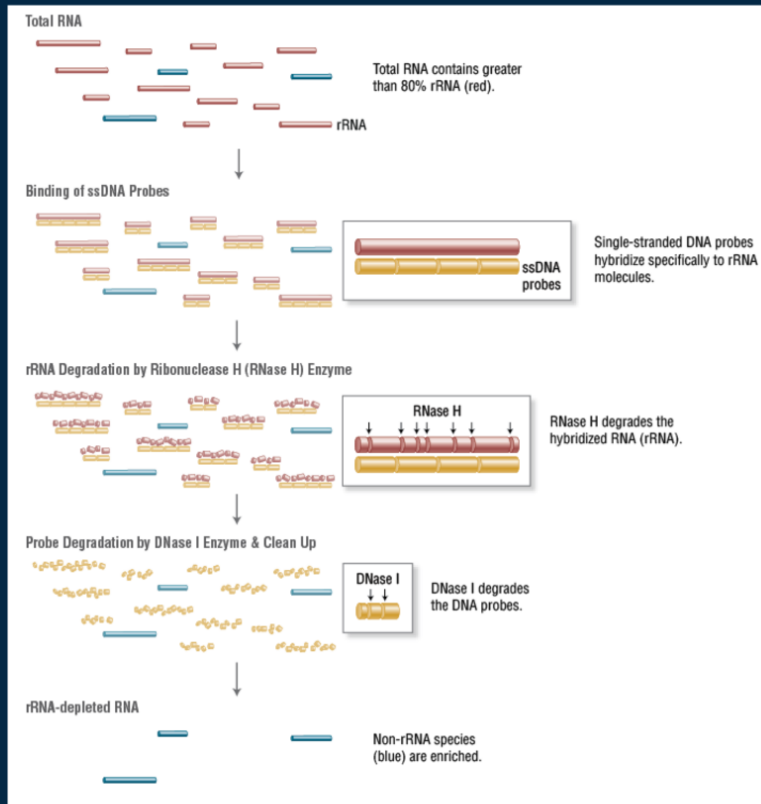 Total RNA
Total RNA contains greater
than 80% rRNA (red).
rRNA
Binding of ssDNA Probes
ssDNA
probes
Single-stranded DNA probes
hybridize specifically to rRNA
molecules.
rRNA Degradation by Ribonuclease H (RNase H) Enzyme
RNase H
RNase H degrades the
hybridized RNA (rRNA).
Probe Degradation by DNase I Enzyme & Clean Up
DNase I
DNase I degrades
the DNA probes.
rRNA-depleted RNA
Non-rRNA species
(blue) are enriched.